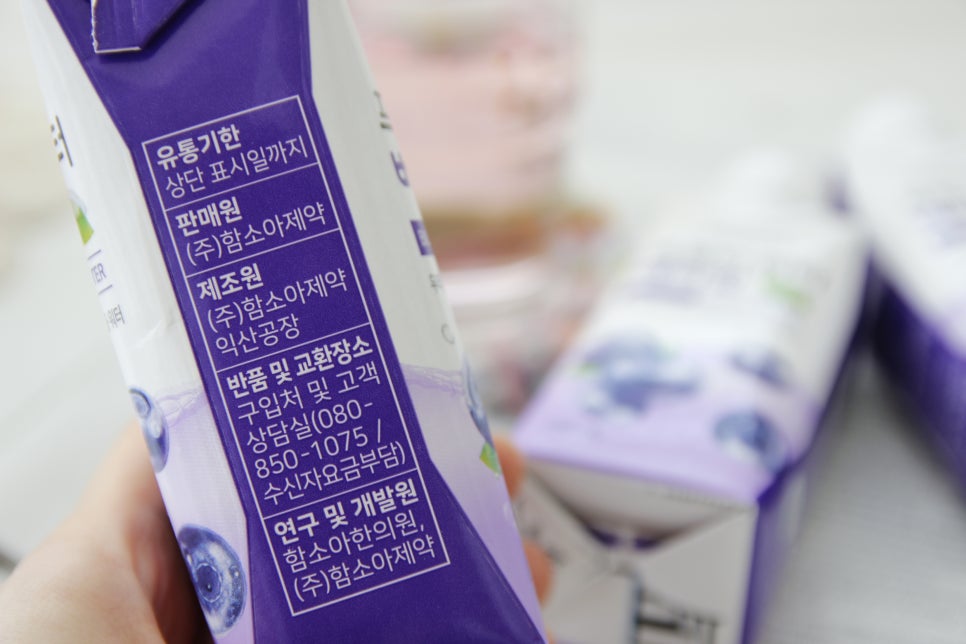 유통기한
상단 표시일까지
판매원
(주)함소아제약
제조원
(주)함소아제약
익산공장
반품 및 교환장소
구입처 및 고객
상담실(080-
850-1075 /
수신자요금부담)
연구 및 개발원
함소아한의원,
(주)함소아제약
터
TER
워터